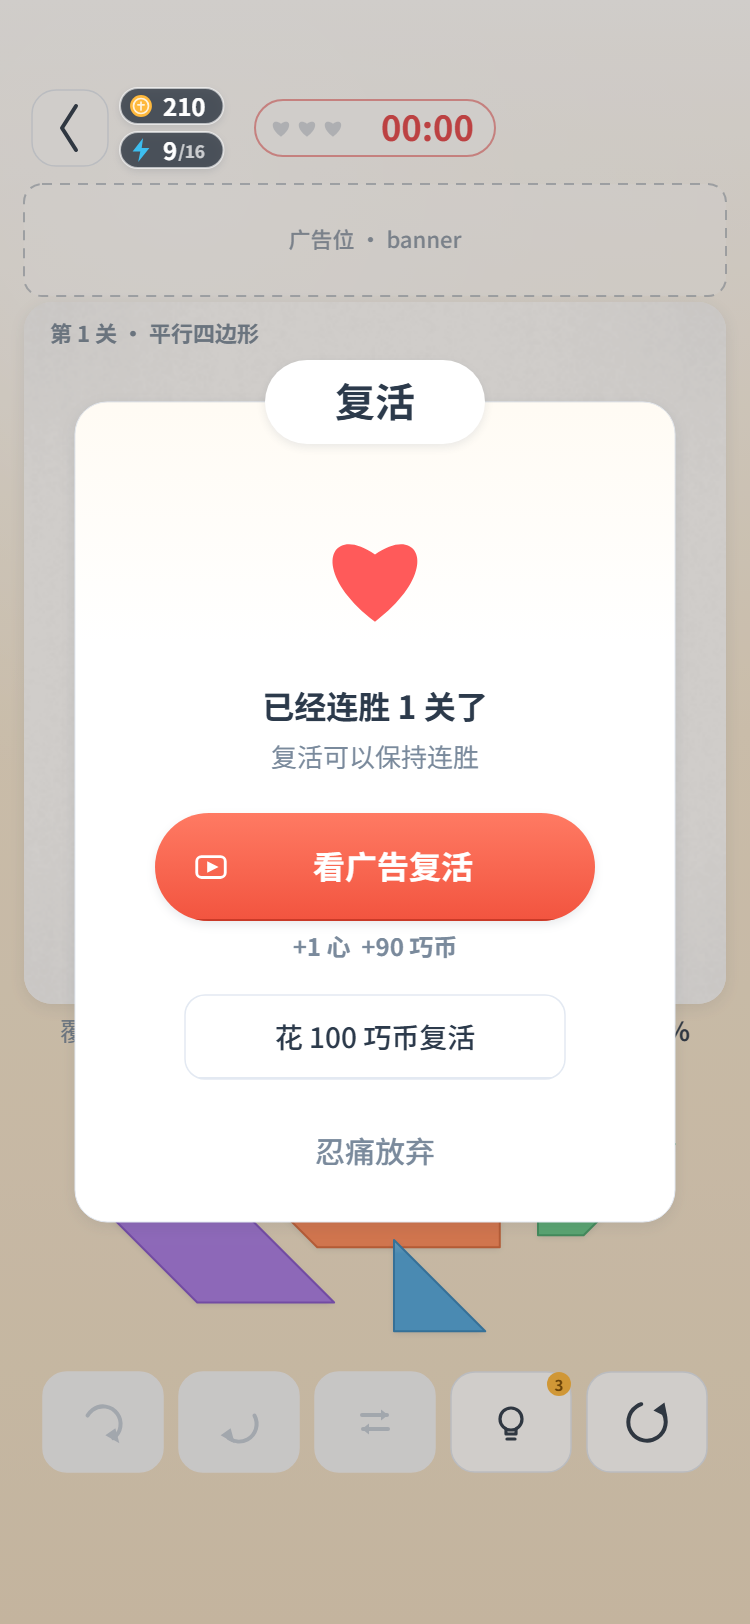 210
9/16
00:00
广告位 · banner
第 1 关 · 平行四边形
复活
已经连胜 1 关了
复活可以保持连胜
看广告复活
+1 心 +90 巧币
花 100 巧币复活
%
忍痛放弃
3